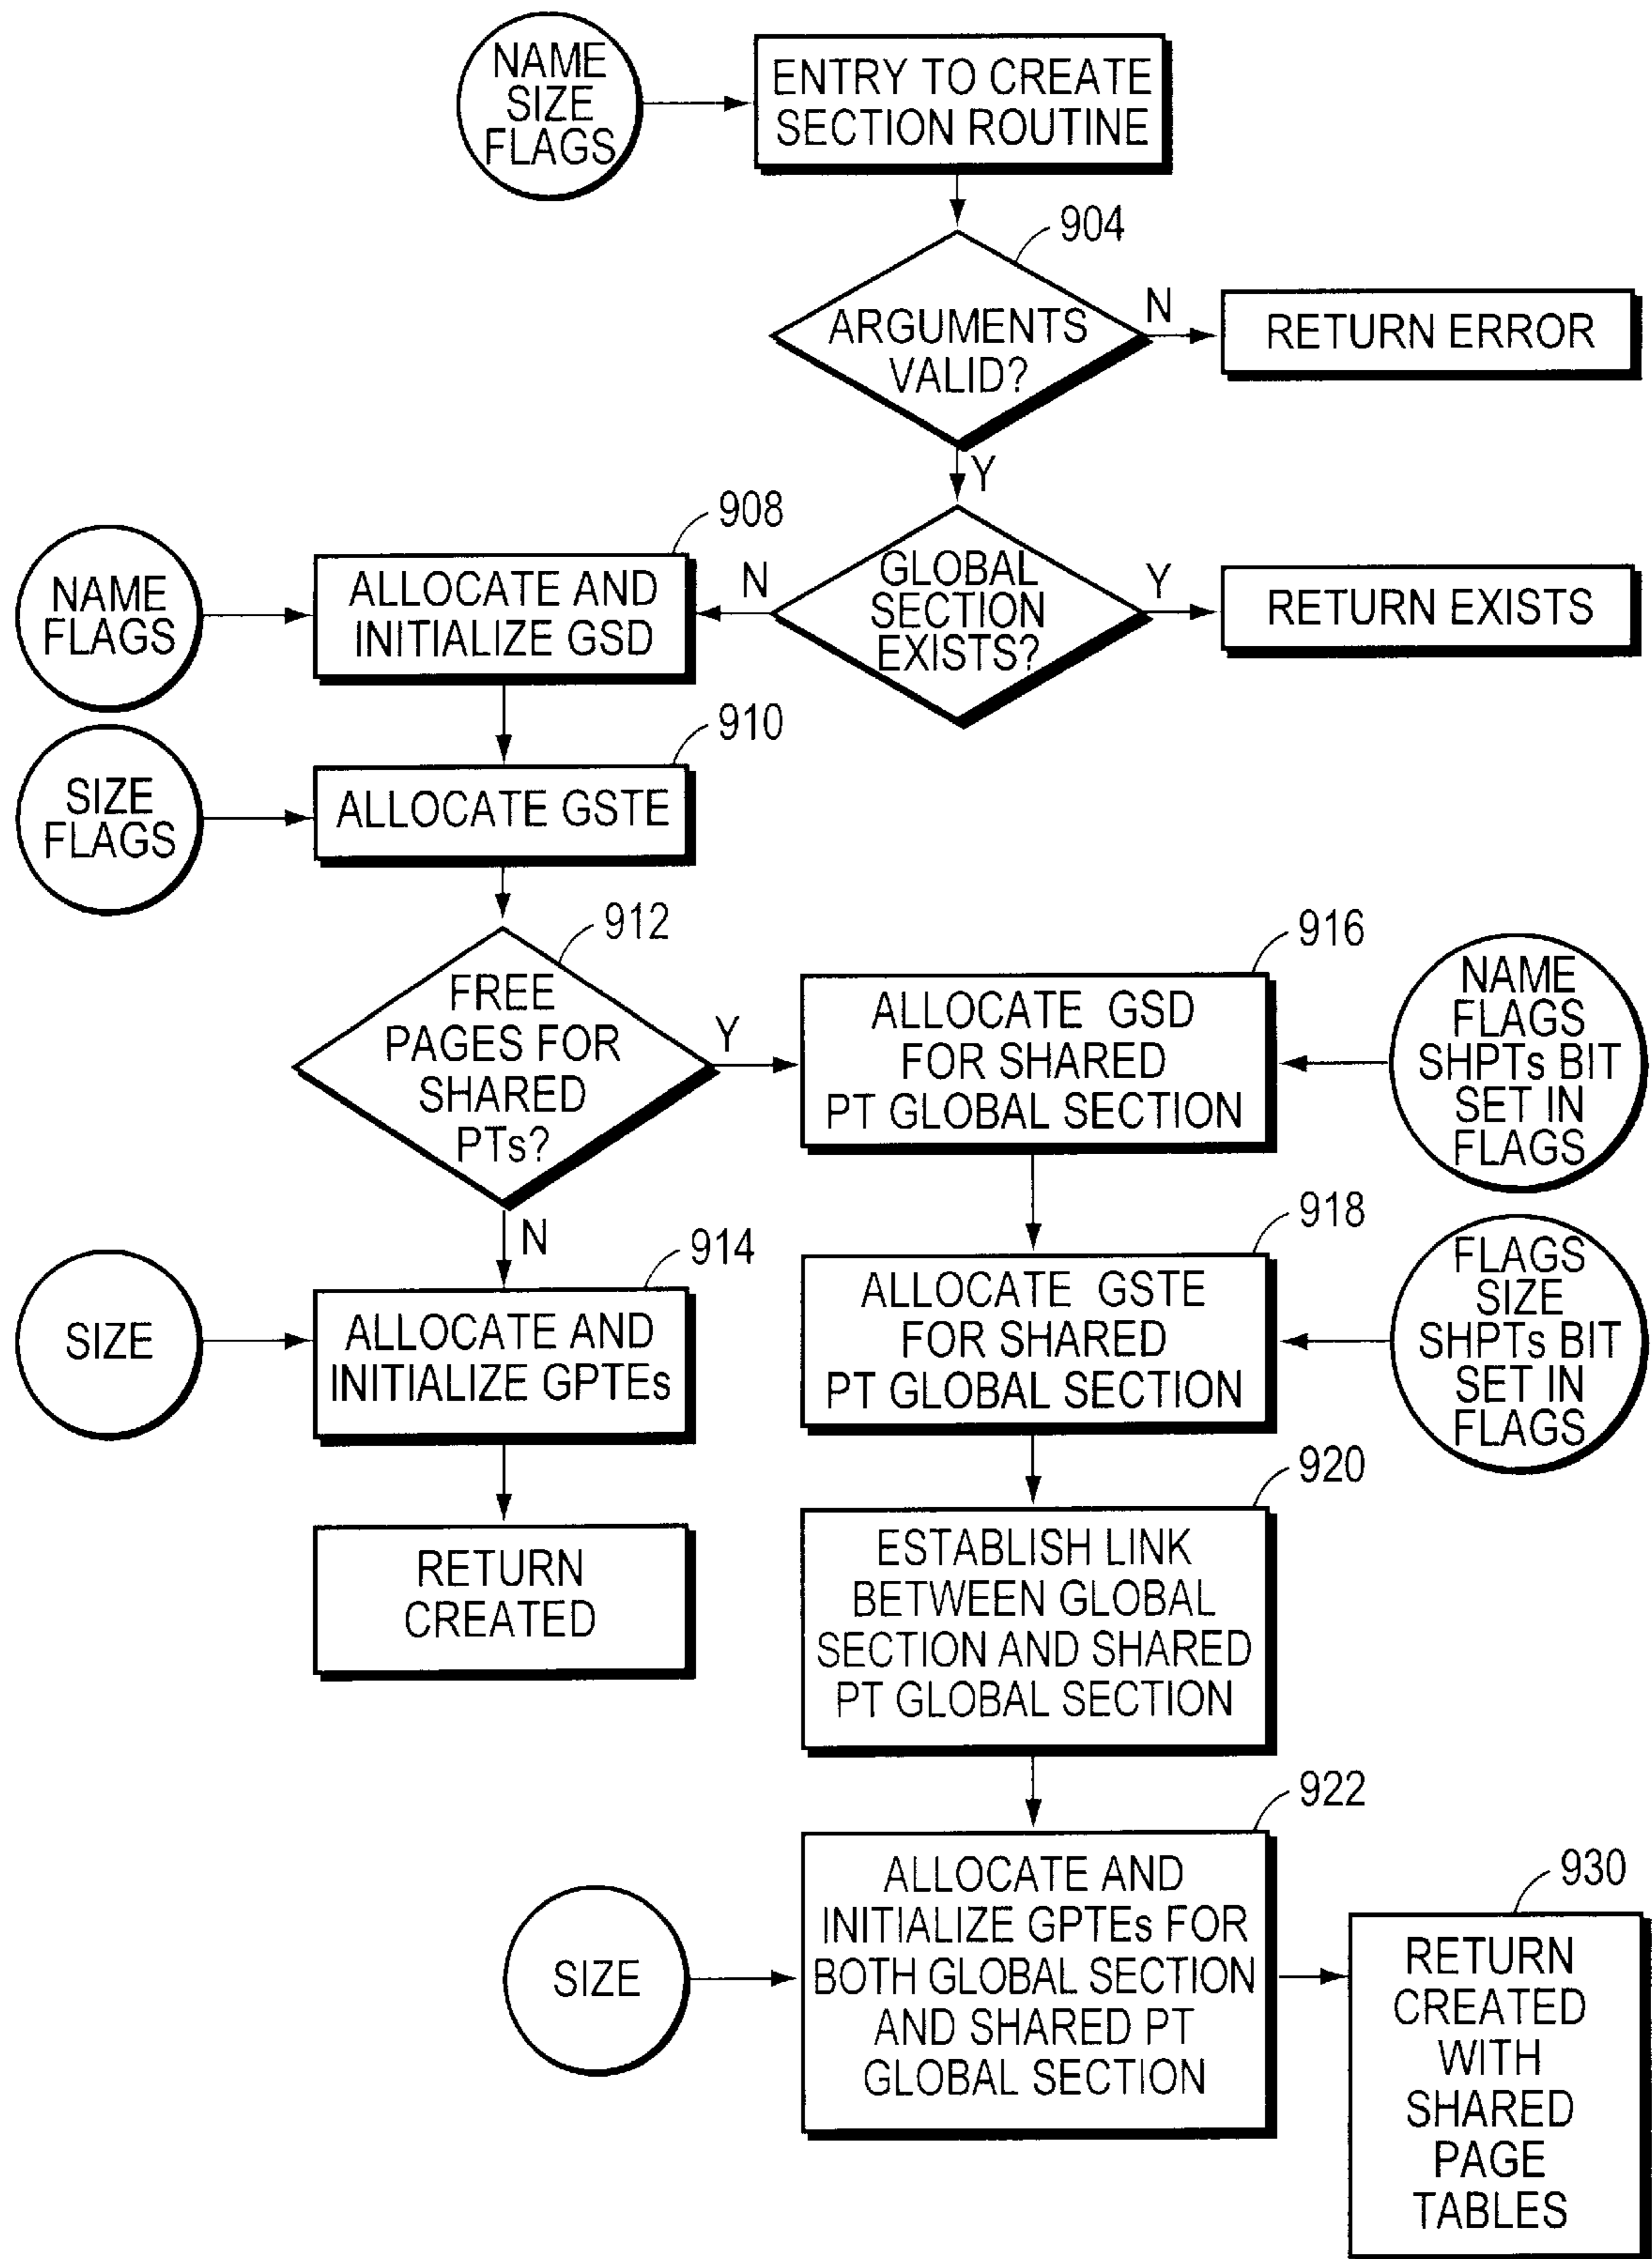 NAME
SIZE
FLAGS
ENTRY TO CREATE
SECTION ROUTINE
904
ARGUMENTS
VALID?
N
RETURN ERROR
Y
908
NAME
FLAGS
ALLOCATE AND
INITIALIZE GSD
N
GLOBAL
SECTION
EXISTS?
Y
RETURN EXISTS
910
SIZE
FLAGS
ALLOCATE GSTE
912
FREE
PAGES FOR
SHARED
PTs?
Y
916
ALLOCATE GSD
FOR SHARED
PT GLOBAL SECTION
NAME
FLAGS
SHPTs BIT
SET IN
FLAGS
N
914
SIZE
ALLOCATE AND
INITIALIZE GPTEs
918
ALLOCATE GSTE
FOR SHARED
PT GLOBAL SECTION
FLAGS
SIZE
SHPTs BIT
SET IN
FLAGS
RETURN
CREATED
920
ESTABLISH LINK
BETWEEN GLOBAL
SECTION AND SHARED
PT GLOBAL SECTION
922
SIZE
ALLOCATE AND
INITIALIZE GPTEs FOR
BOTH GLOBAL SECTION
AND SHARED PT
GLOBAL SECTION
930
RETURN
CREATED
WITH
SHARED
PAGE
TABLES